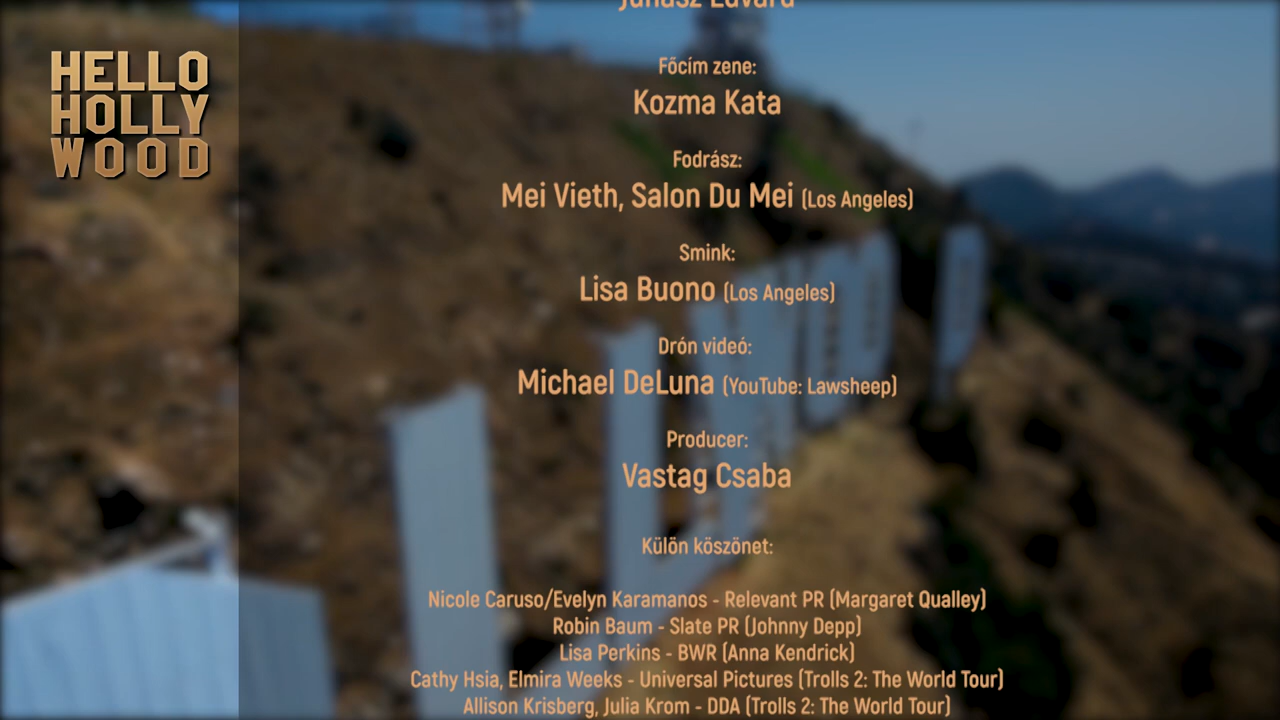 HELLO
HOLLY
WOOD
Juhász Edvárd
Főcím zene:
Kozma Kata
Fodrász:
Mei Vieth, Salon Du Mei (Los Angeles)
Smink:
Lisa Buono (Los Angeles)
Drón videó:
Michael DeLuna (YouTube: Lawsheep)
Producer:
Vastag Csaba
Külön köszönet:
Nicole Caruso/Evelyn Karamanos - Relevant PR (Margaret Qualley)
Robin Baum - Slate PR (Johnny Depp)
Lisa Perkins - BWR (Anna Kendrick)
Cathy Hsia, Elmira Weeks - Universal Pictures (Trolls 2: The World Tour)
Allison Krisberg, Julia Krom - DDA (Trolls 2: The World Tour)